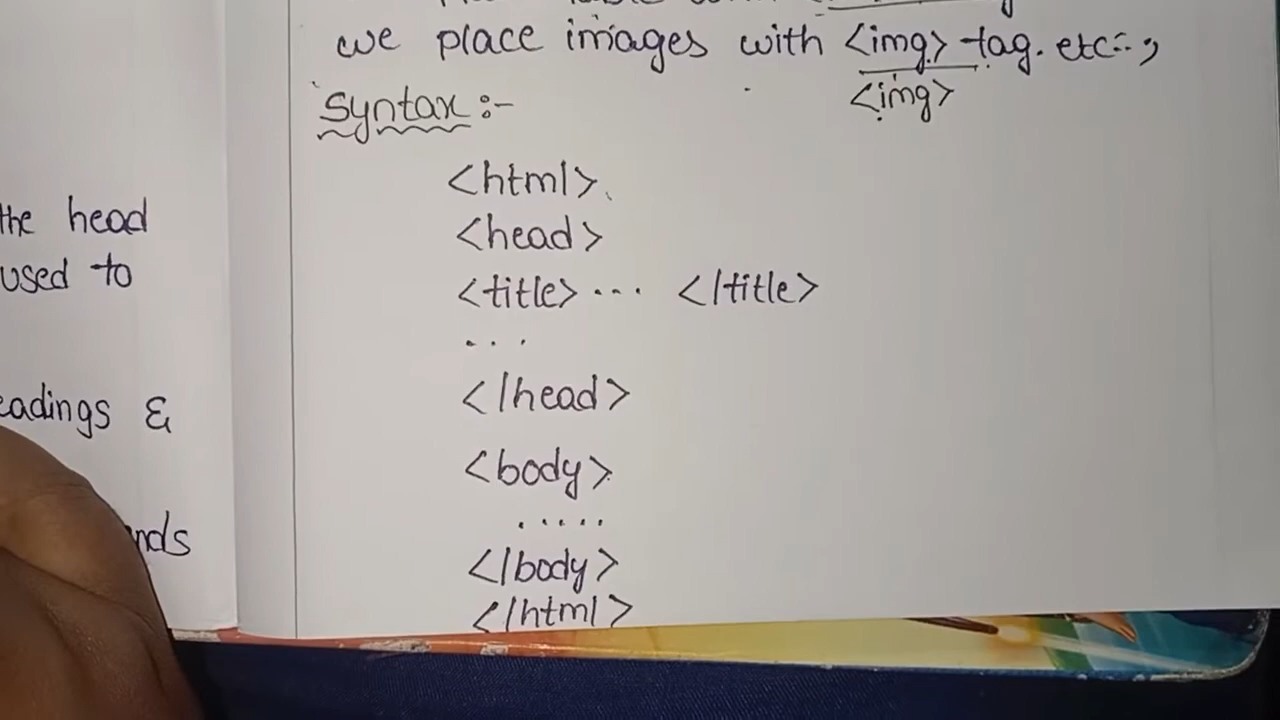 the head
used to
eadings &
nds
we place images with <img> tag. etc:-,
<img>
Syntax:-
<html>
<head>
<title> ... </title>
...
</head>
<body>
.....
</body>
</html>